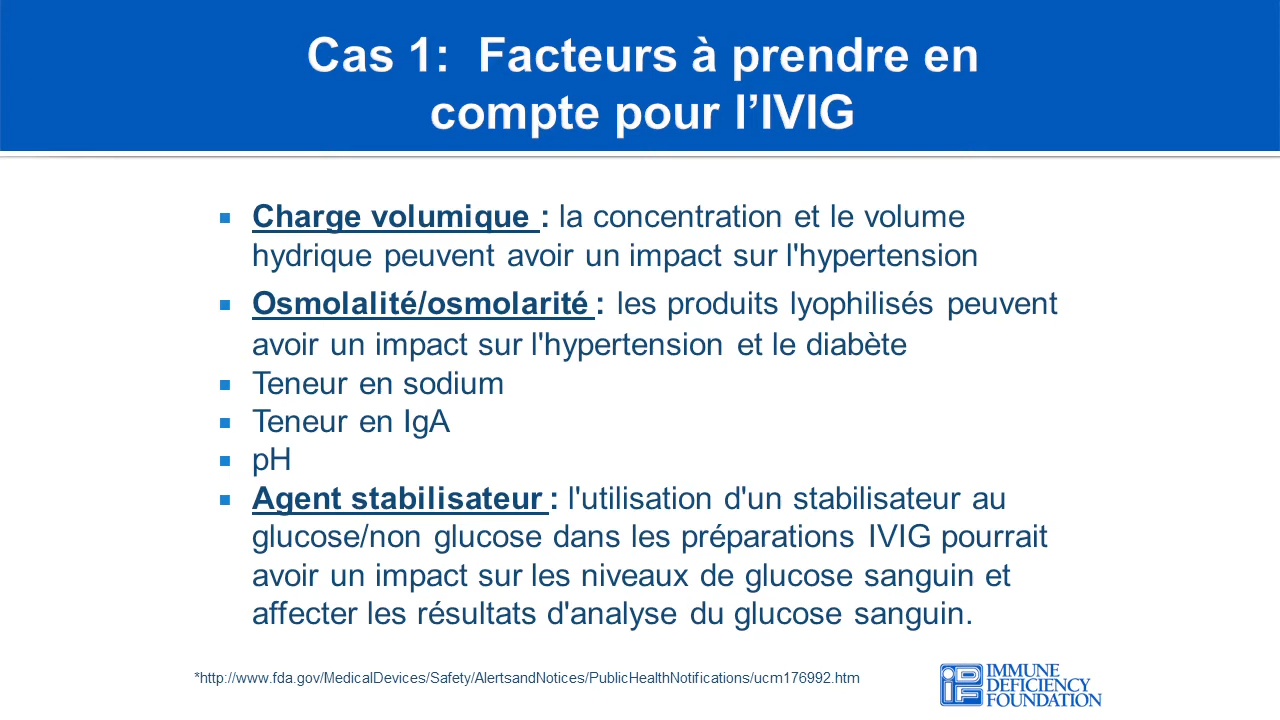 Cas 1:  Facteurs à prendre en
compte pour l’IVIG
Charge volumique : la concentration et le volume
hydrique peuvent avoir un impact sur l'hypertension
Osmolalité/osmolarité : les produits lyophilisés peuvent
avoir un impact sur l'hypertension et le diabète
Teneur en sodium
Teneur en IgA
pH
Agent stabilisateur : l'utilisation d'un stabilisateur au
glucose/non glucose dans les préparations IVIG pourrait
avoir un impact sur les niveaux de glucose sanguin et
affecter les résultats d'analyse du glucose sanguin.
*http://www.fda.gov/MedicalDevices/Safety/AlertsandNotices/PublicHealthNotifications/ucm176992.htm
IDF
IMMUNE
DEFICIENCY
FOUNDATION